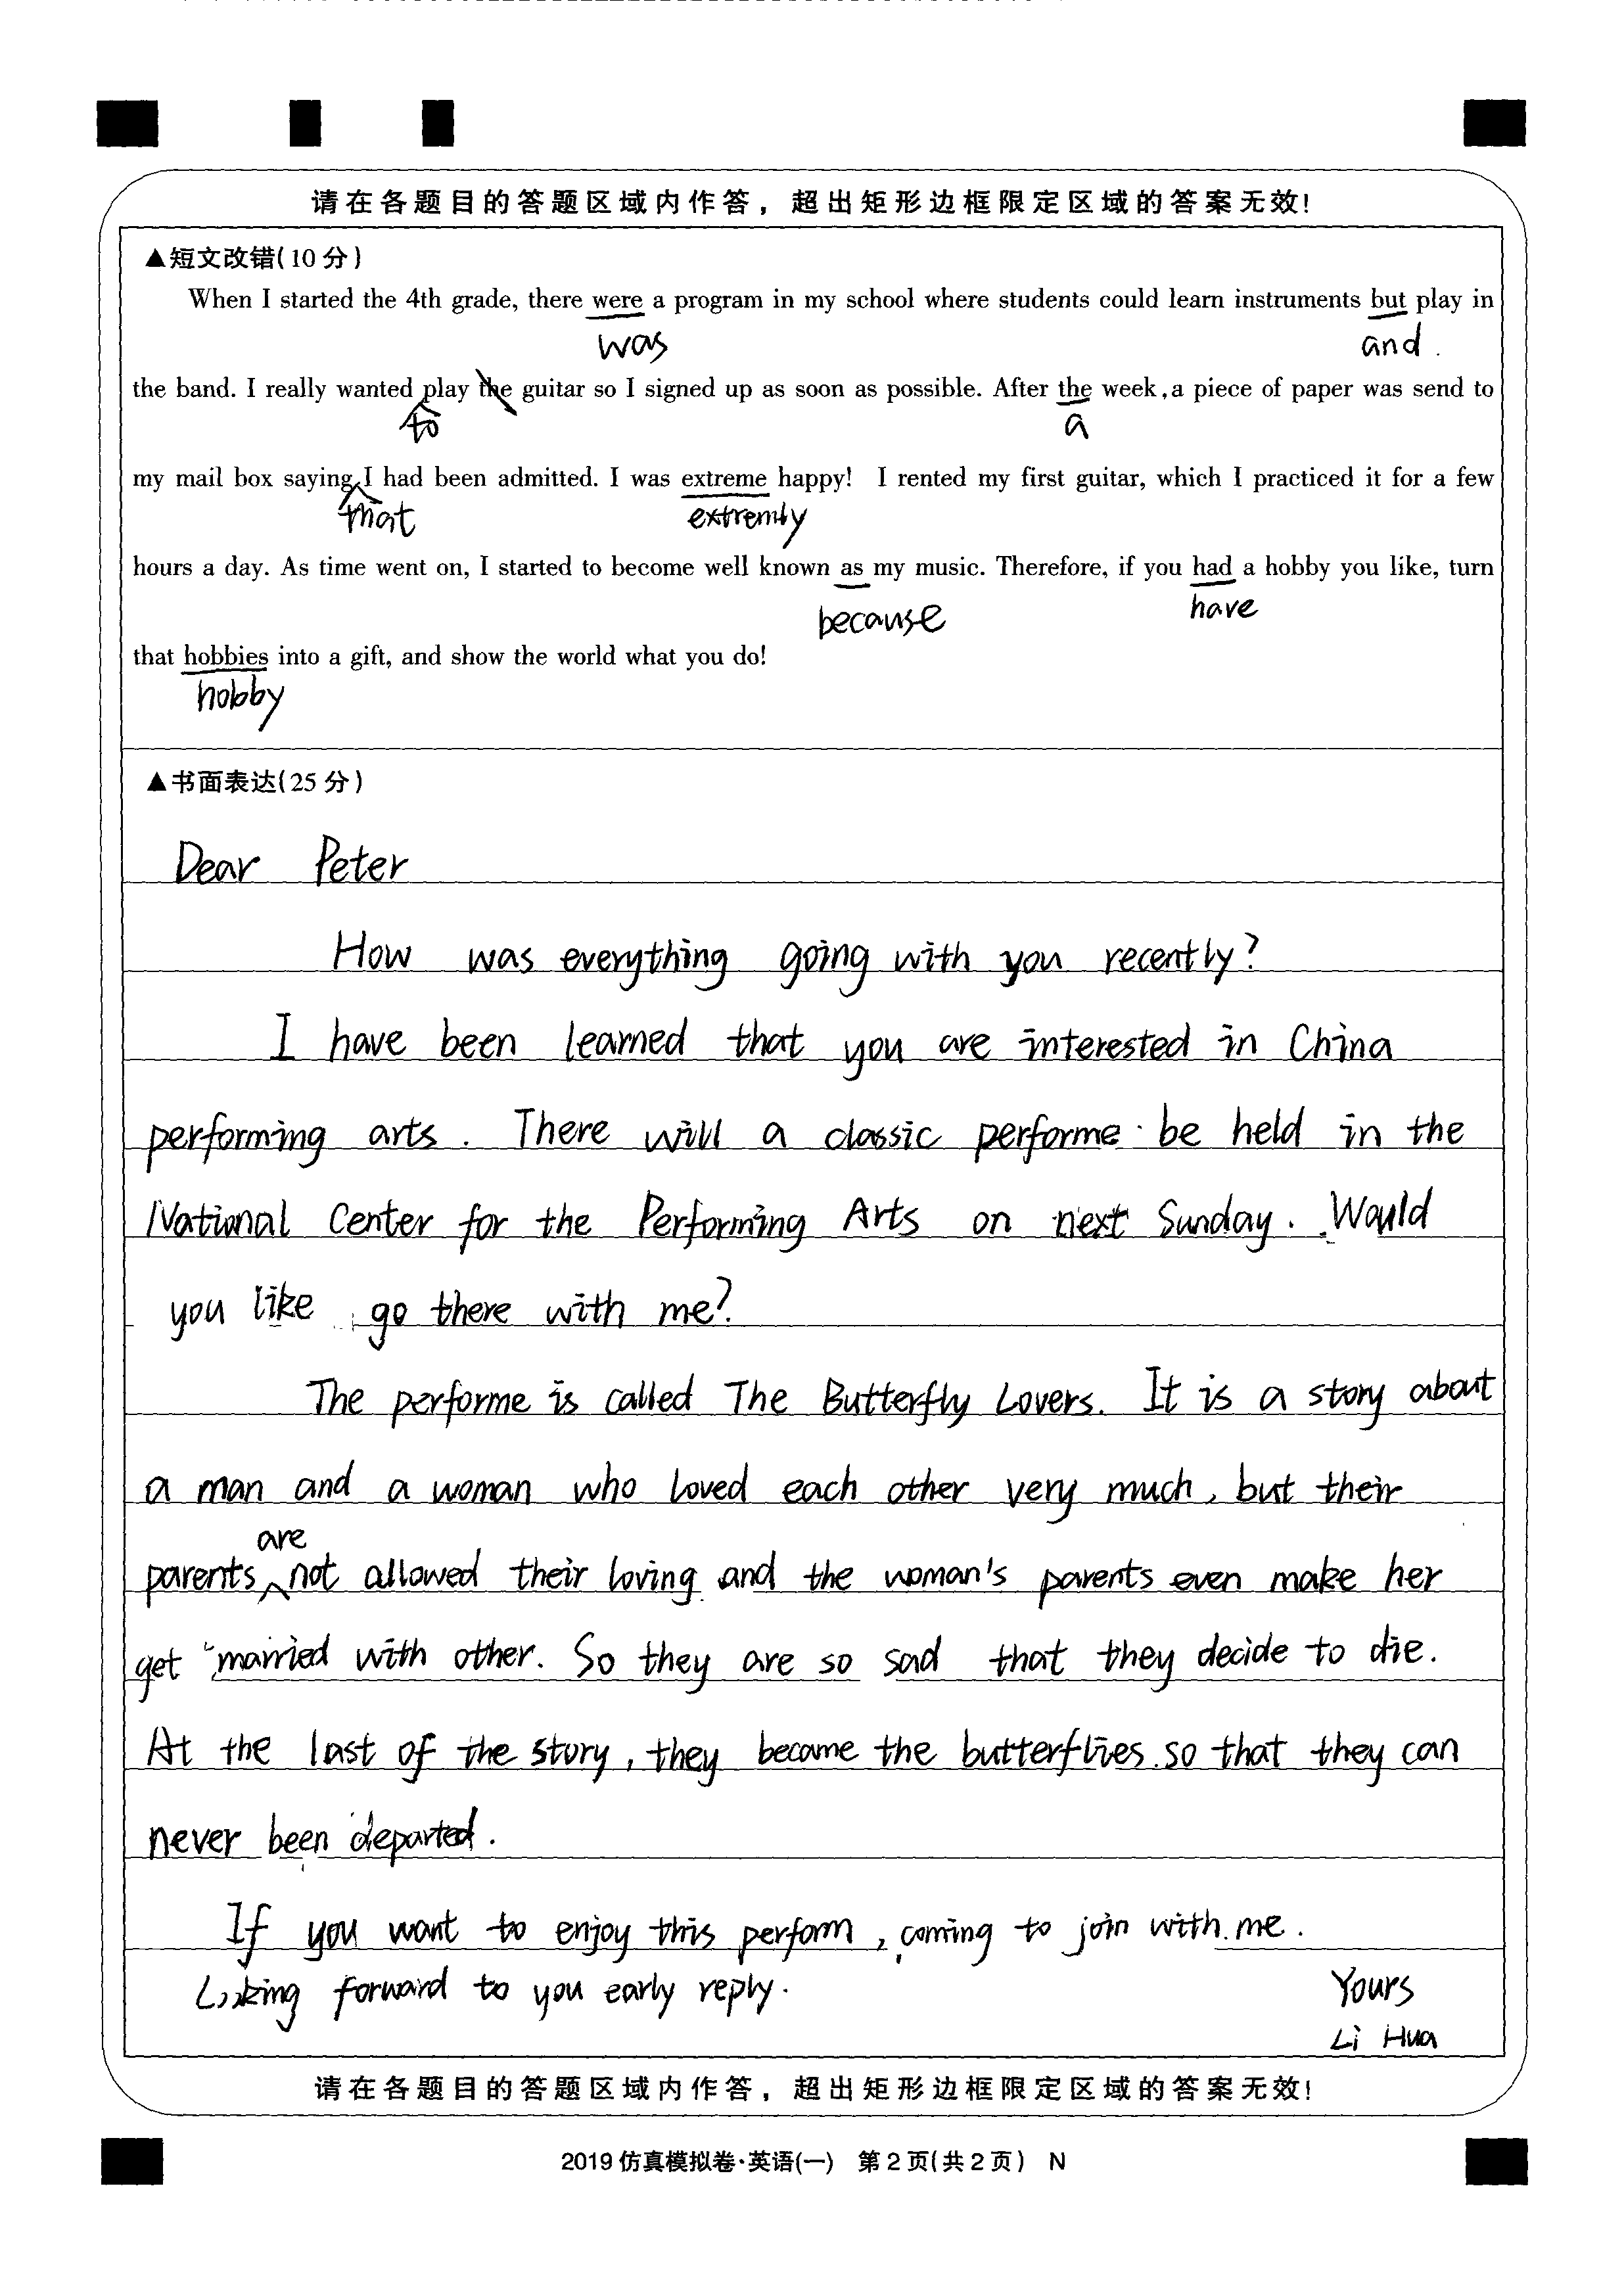 请在各题目的答题区域内作答，超出矩形边框限定区域的答案无效!
▲短文改错(10分)
When I started the 4th grade, there were a program in my school where students could learn instruments but play in
was
and.
the band. I really wanted play the guitar so I signed up as soon as possible. After the week, a piece of paper was send to
to
a
my mail box saying I had been admitted. I was extreme happy! I rented my first guitar, which I practiced it for a few
that
extremly
hours a day. As time went on, I started to become well known as my music. Therefore, if you had a hobby you like, turn
because
have
that hobbies into a gift, and show the world what you do!
hobby
▲书面表达(25分)
Dear Peter
How was everything going with you recently?
I have been learned that you are interested in China
performing arts. There will a classic performe be held in the
National Center for the Performing Arts on next Sunday. Would
you like go there with me?
The performe is called The Butterfly Lovers. It is a story about
a man and a woman who loved each other very much, but their
are
parents not allowed their loving and the woman's parents even make her
get married with other. So they are so sad that they decide to die.
At the last of the story, they became the butterflies so that they can
never been departed.
If you want to enjoy this perform, coming to join with me.
Looking forward to you early reply.
Yours
Li Hua
请在各题目的答题区域内作答，超出矩形边框限定区域的答案无效!
2019仿真模拟卷·英语(一) 第2页(共2页) N